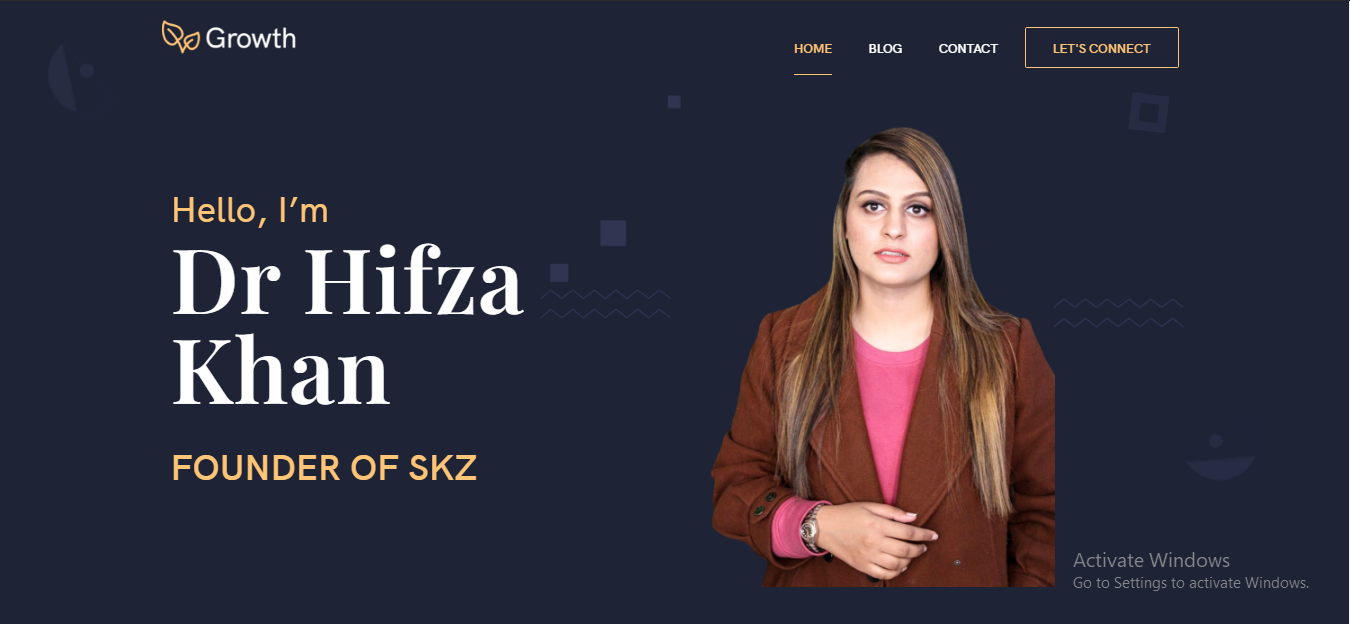 Growth
HOME BLOG CONTACT LET'S CONNECT
Hello, I'm
Dr Hifza
Khan
FOUNDER OF SKZ
Activate Windows
Go to Settings to activate Windows.